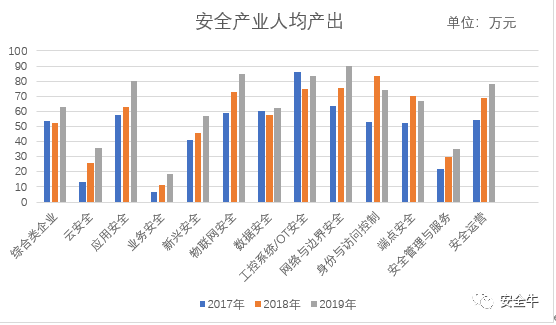 安全产业人均产出
单位：万元
100
90
80
70
60
50
40
30
20
10
0
综合类企业
云安全
应用安全
业务安全
新兴安全
物联网安全
数据安全
工控系统/OT安全
网络与边界安全
身份与访问控制
端点安全
安全管理与服务
安全运营
2017年 2018年 2019年
安全牛